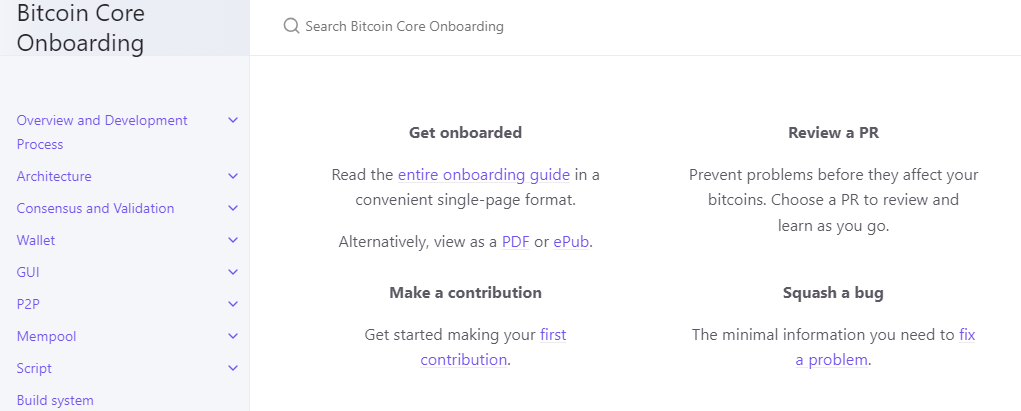 Bitcoin Core
Onboarding
Search Bitcoin Core Onboarding
Overview and Development
Process
Architecture
Consensus and Validation
Wallet
GUI
P2P
Mempool
Script
Build system
Get onboarded
Read the entire onboarding guide in a
convenient single-page format.
Alternatively, view as a PDF or ePub.
Review a PR
Prevent problems before they affect your
bitcoins. Choose a PR to review and
learn as you go.
Make a contribution
Get started making your first
contribution.
Squash a bug
The minimal information you need to fix
a problem.